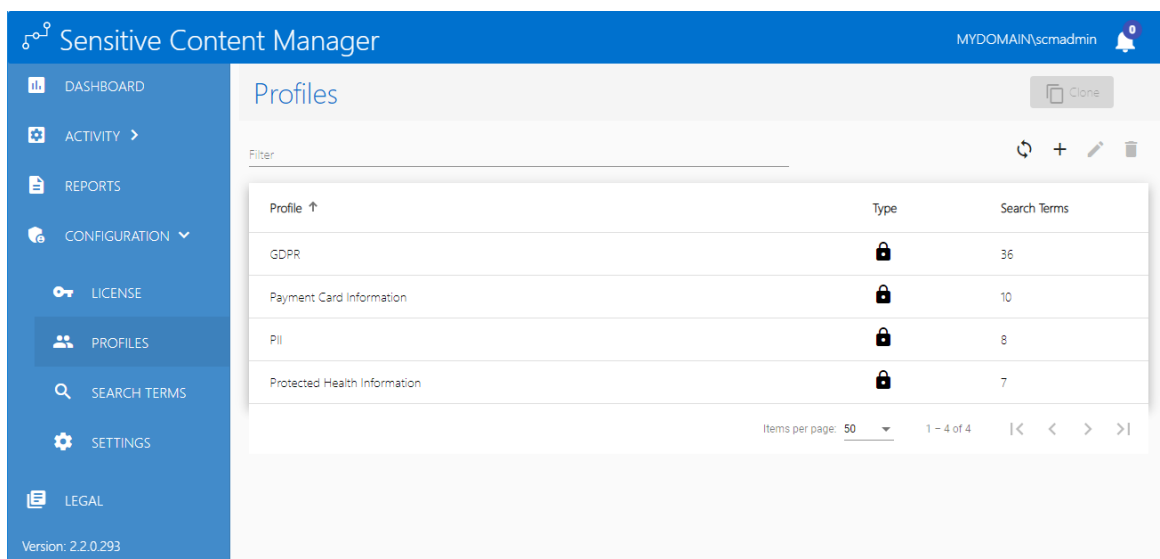 Sensitive Content Manager
MYDOMAIN\scmadmin
0
DASHBOARD
ACTIVITY
REPORTS
CONFIGURATION
LICENSE
PROFILES
SEARCH TERMS
SETTINGS
LEGAL
Version: 2.2.0.293
Profiles
Clone
Filter
Profile Type Search Terms
GDPR 36
Payment Card Information 10
PII 8
Protected Health Information 7
Items per page: 50 1 – 4 of 4